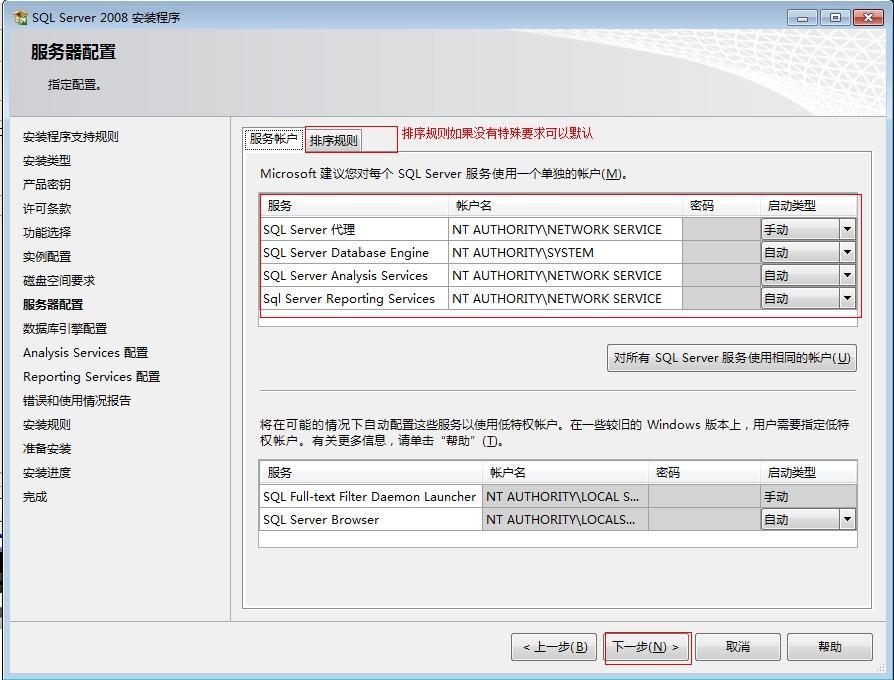 SQL Server 2008 安装程序
服务器配置
指定配置。
安装程序支持规则
安装类型
产品密钥
许可条款
功能选择
实例配置
磁盘空间要求
服务器配置
数据库引擎配置
Analysis Services 配置
Reporting Services 配置
错误和使用情况报告
安装规则
准备安装
安装进度
完成
服务帐户 排序规则 排序规则如果没有特殊要求可以默认
Microsoft 建议您对每个 SQL Server 服务使用一个单独的帐户(M)。
服务 帐户名 密码 启动类型
SQL Server 代理 NT AUTHORITY\NETWORK SERVICE 手动
SQL Server Database Engine NT AUTHORITY\SYSTEM 自动
SQL Server Analysis Services NT AUTHORITY\NETWORK SERVICE 自动
Sql Server Reporting Services NT AUTHORITY\NETWORK SERVICE 自动
对所有 SQL Server 服务使用相同的帐户(U)
将在可能的情况下自动配置这些服务以使用低特权帐户。在一些较旧的 Windows 版本上，用户需要指定低特
权帐户。有关更多信息，请单击“帮助”(T)。
服务 帐户名 密码 启动类型
SQL Full-text Filter Daemon Launcher NT AUTHORITY\LOCAL S... 手动
SQL Server Browser NT AUTHORITY\LOCALS... 自动
< 上一步(B) 下一步(N) > 取消 帮助